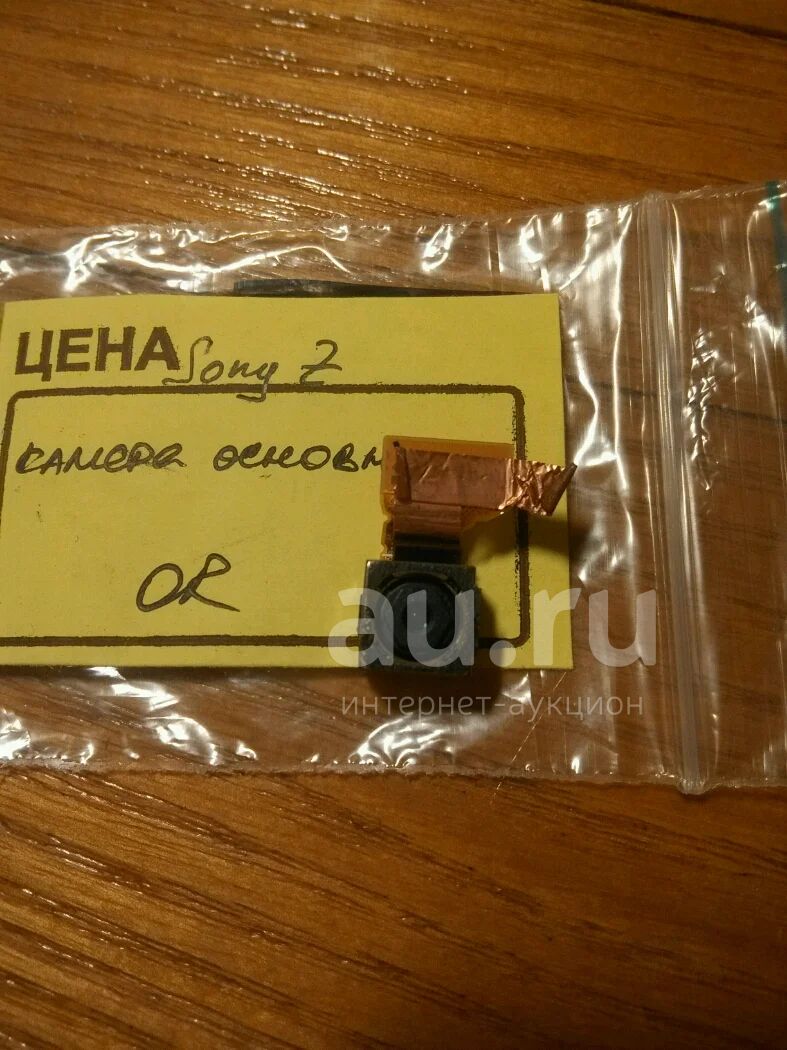 ЦЕНА Sony Z
камера основн
OR
au.ru
интернет-аукцион